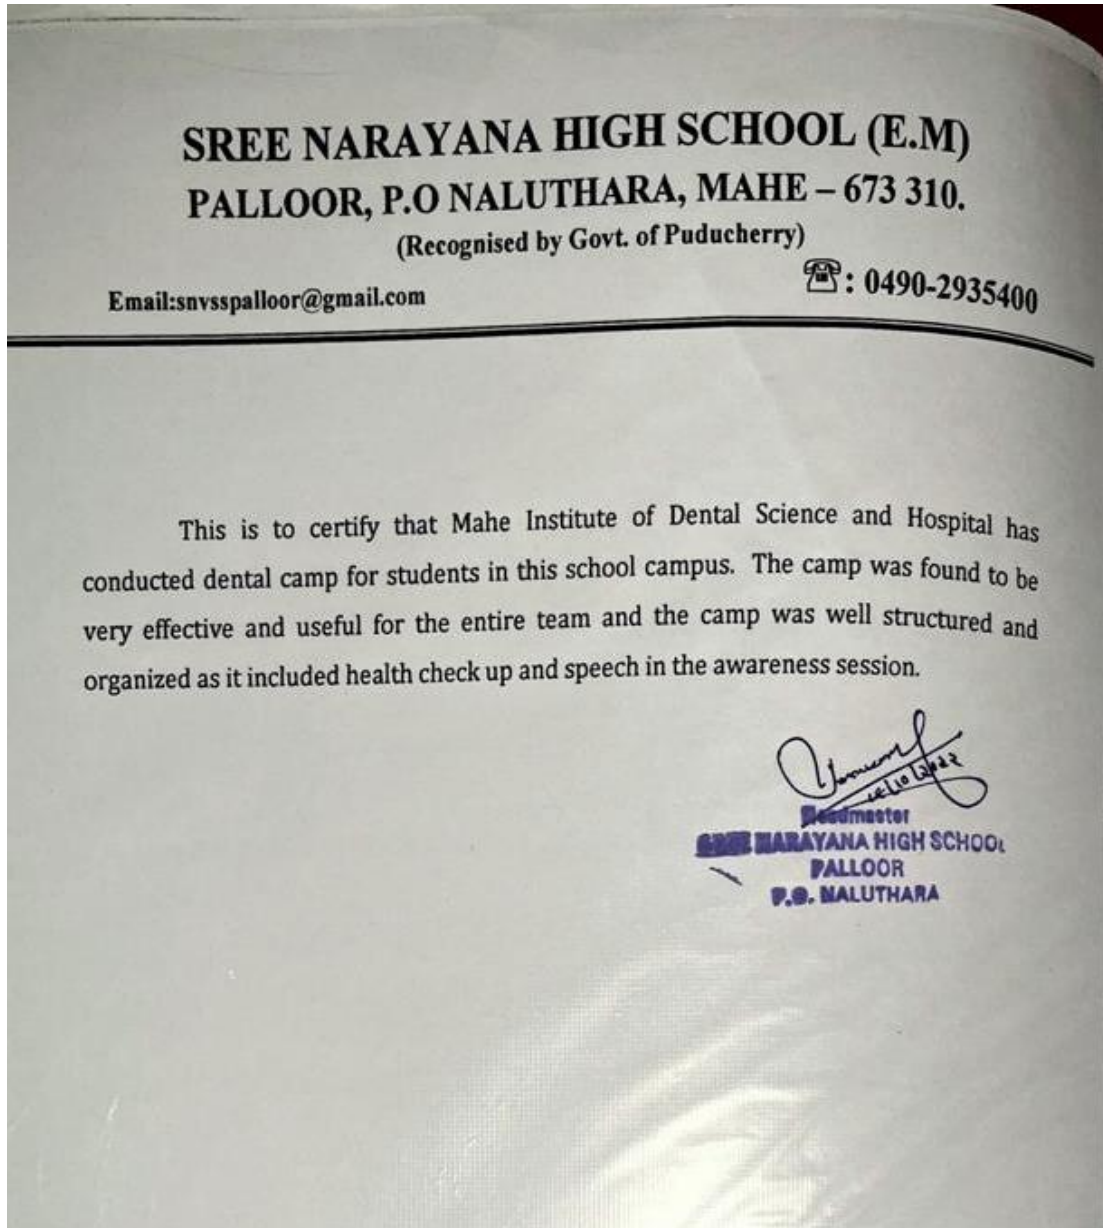 SREE NARAYANA HIGH SCHOOL (E.M)
PALLOOR, P.O NALUTHARA, MAHE – 673 310.
(Recognised by Govt. of Puducherry)
Email:snvsspalloor@gmail.com
☎: 0490-2935400
This is to certify that Mahe Institute of Dental Science and Hospital has
conducted dental camp for students in this school campus. The camp was found to be
very effective and useful for the entire team and the camp was well structured and
organized as it included health check up and speech in the awareness session.
Headmaster
SREE NARAYANA HIGH SCHOOL
PALLOOR
P.O. NALUTHARA